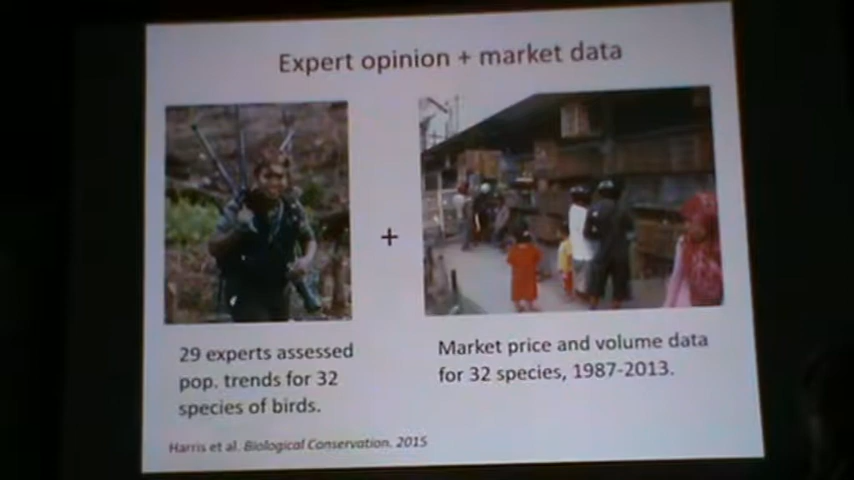 Expert opinion + market data
+
29 experts assessed
pop. trends for 32
species of birds.
Market price and volume data
for 32 species, 1987-2013.
Harris et al. Biological Conservation. 2015